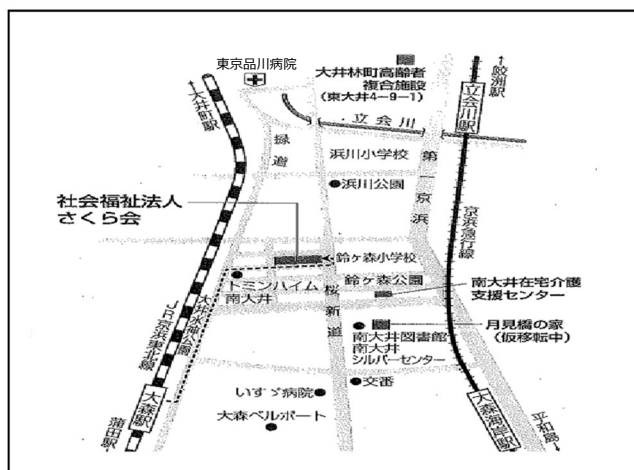 東京品川病院
大井林町高齢者
複合施設
(東大井4-9-1)
↑鮫洲駅
立会川駅
←大井町駅
緑道
立会川
浜川小学校
第一京浜
浜川公園
京浜急行線
社会福祉法人
さくら会
鈴ヶ森小学校
トミンハイム
南大井
鈴ヶ森公園
桜新道
南大井在宅介護
支援センター
JR京浜東北線
月見橋の家
(仮移転中)
南大井図書館
南大井
シルバーセンター
交番
いすゞ病院
大森ベルポート
大森駅
蒲田駅
大森海岸駅
平和島→